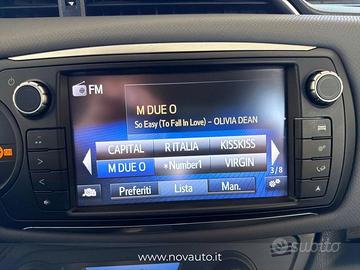 FM
M DUE O
So Easy (To Fall In Love) – OLIVIA DEAN
CAPITAL R ITALIA KISSKISS
M DUE O *Number1 VIRGIN
3/8
Preferiti Lista Man.
www.novauto.it
subito